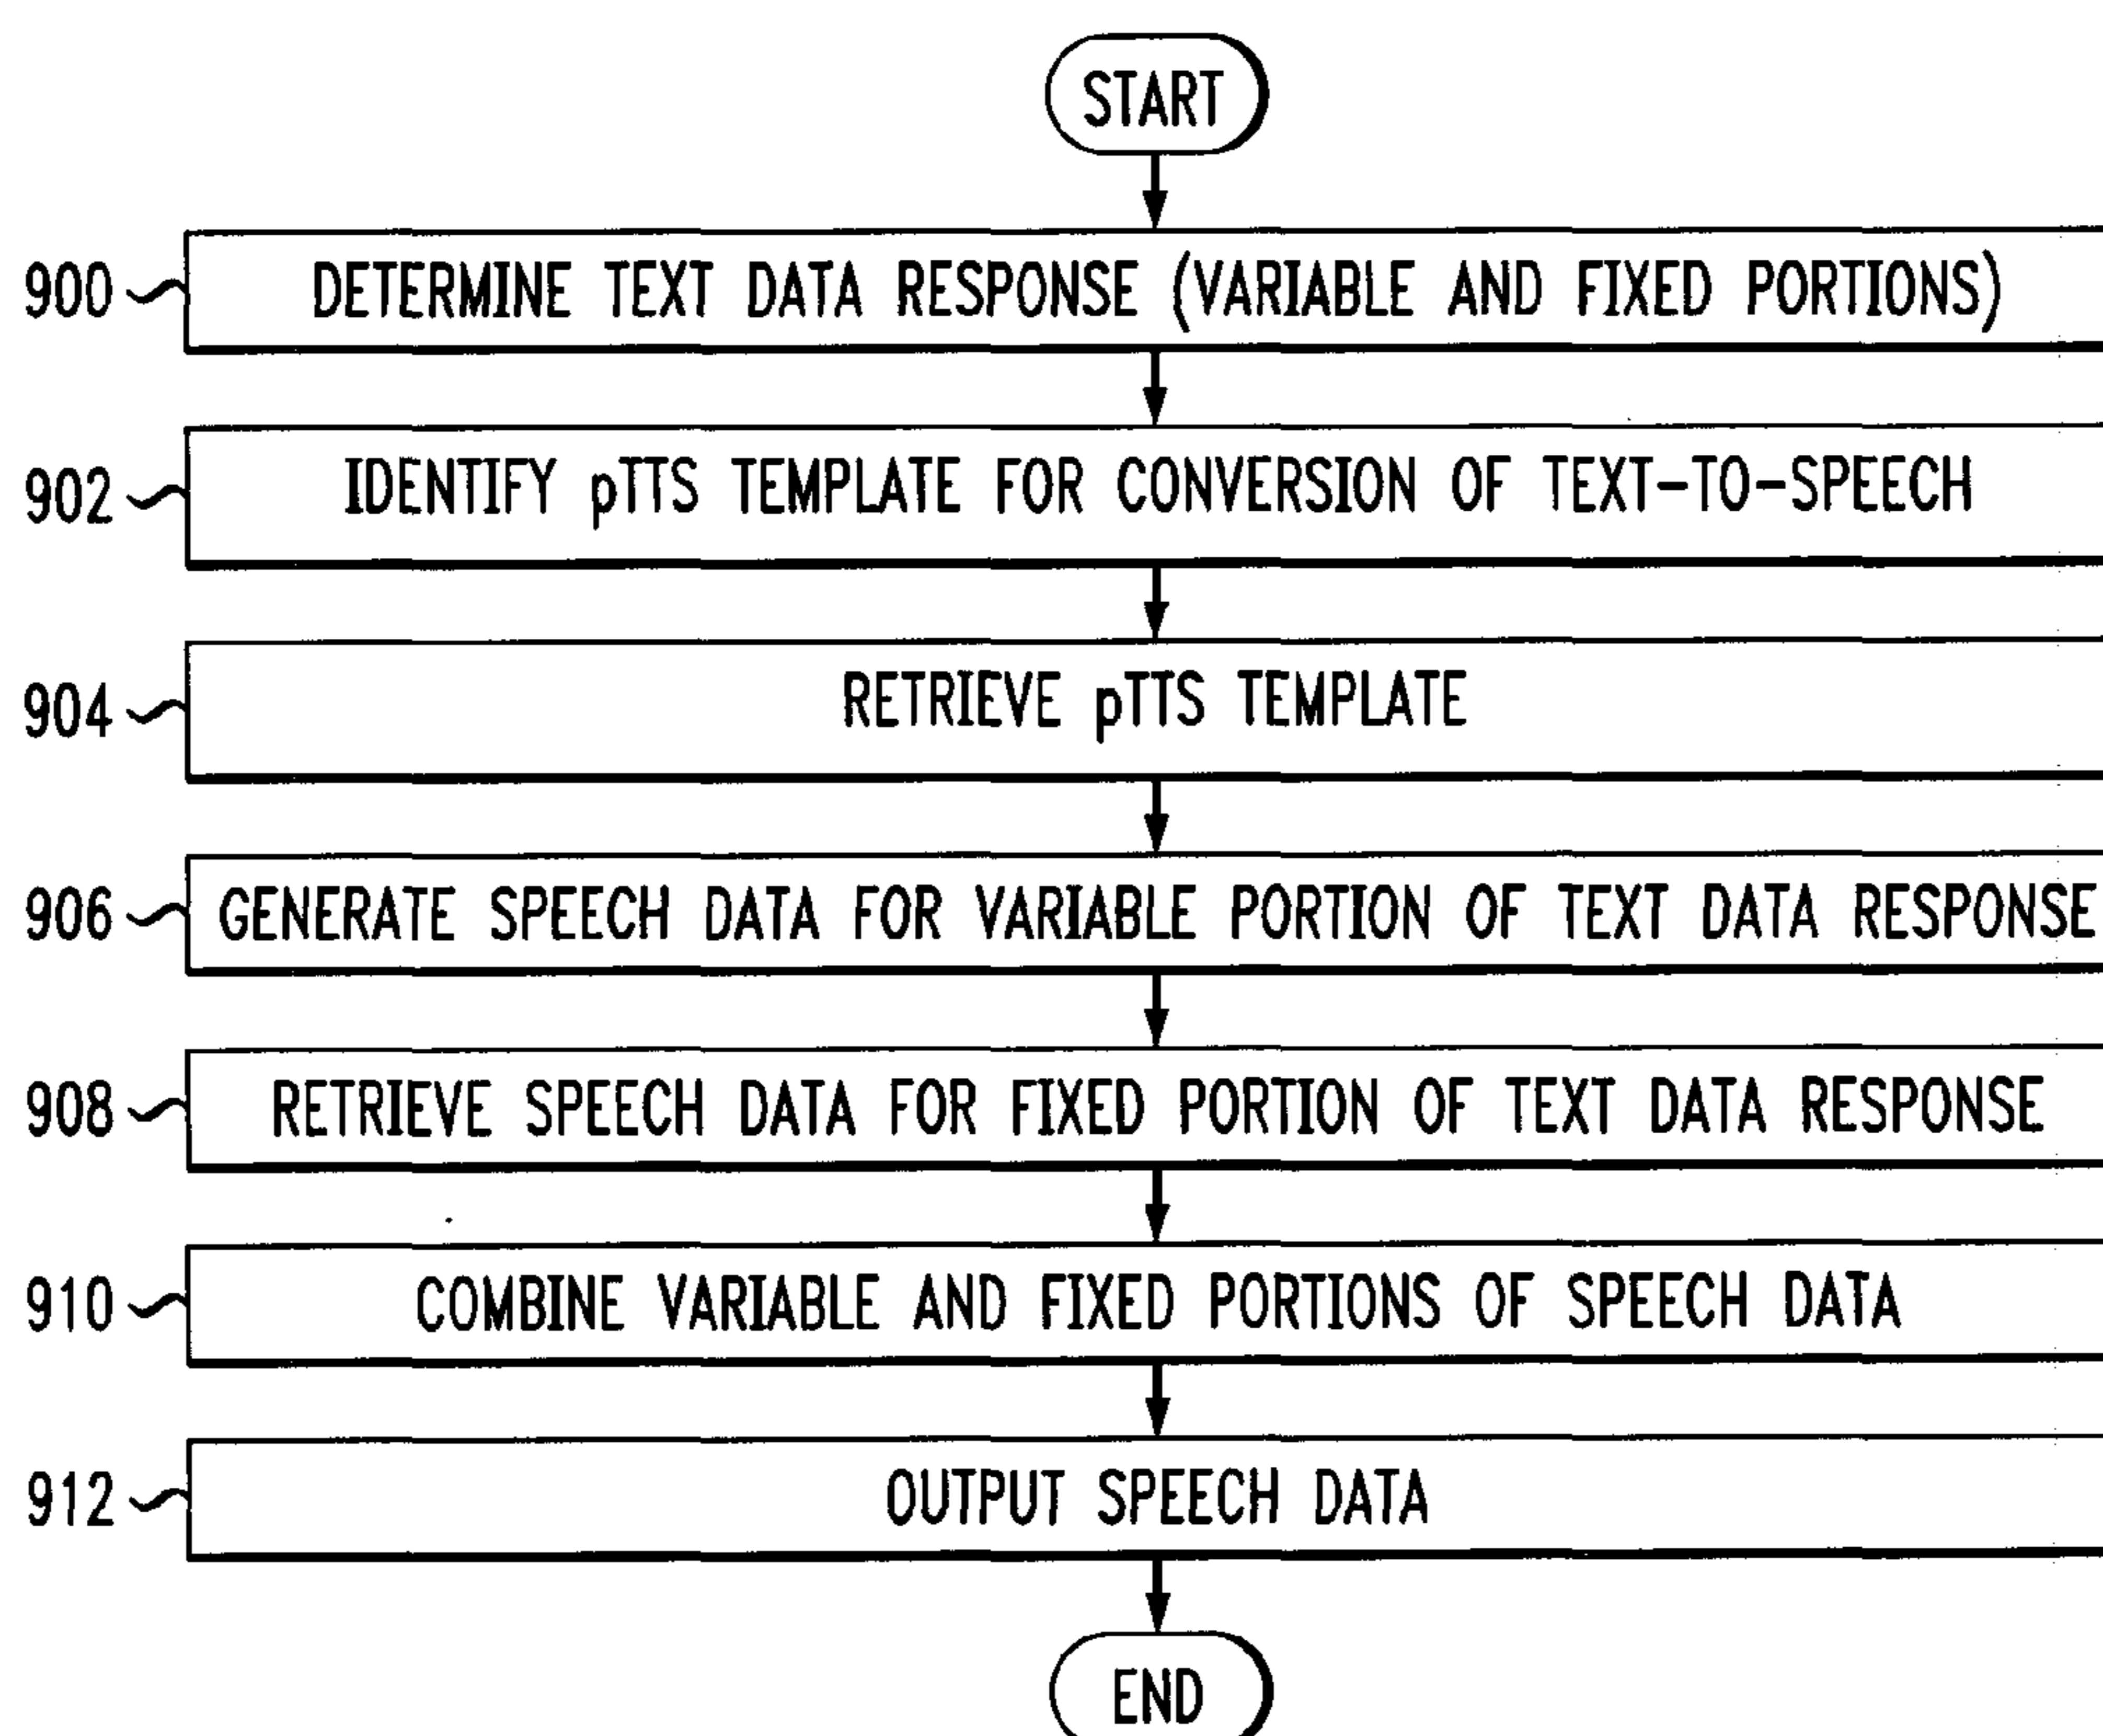 START
900 DETERMINE TEXT DATA RESPONSE (VARIABLE AND FIXED PORTIONS)
902 IDENTIFY pTTS TEMPLATE FOR CONVERSION OF TEXT-TO-SPEECH
904 RETRIEVE pTTS TEMPLATE
906 GENERATE SPEECH DATA FOR VARIABLE PORTION OF TEXT DATA RESPONSE
908 RETRIEVE SPEECH DATA FOR FIXED PORTION OF TEXT DATA RESPONSE
910 COMBINE VARIABLE AND FIXED PORTIONS OF SPEECH DATA
912 OUTPUT SPEECH DATA
END